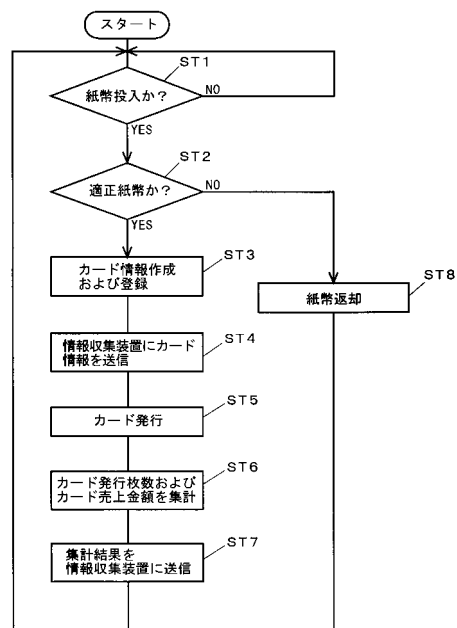 スタート
ST1
紙幣投入か？
NO
YES
ST2
適正紙幣か？
NO
YES
ST3
カード情報作成
および登録
ST8
紙幣返却
ST4
情報収集装置にカード
情報を送信
ST5
カード発行
ST6
カード発行枚数および
カード売上金額を集計
ST7
集計結果を
情報収集装置に送信